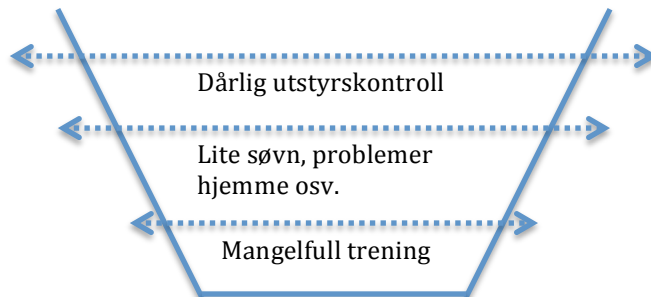 Dårlig utstyrskontroll
Lite søvn, problemer
hjemme osv.
Mangelfull trening